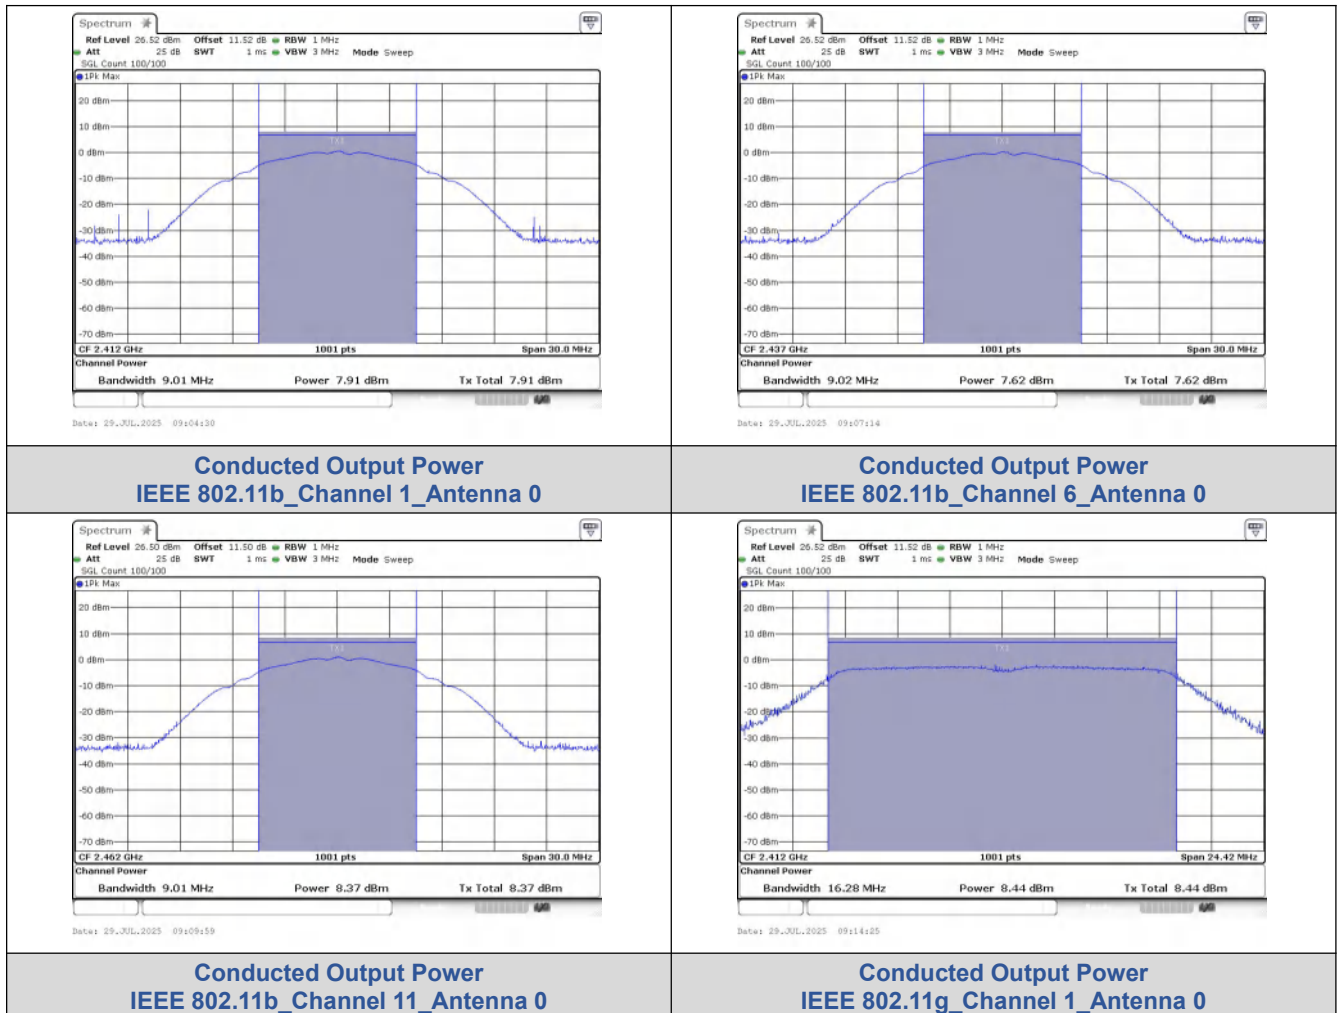 Spectrum
Ref Level 26.52 dBm Offset 11.52 dB RBW 1 MHz
Att 25 dB SWT 1 ms VBW 3 MHz Mode Sweep
SGL Count 100/100
1Pk Max
20 dBm
10 dBm
TX1
0 dBm
-10 dBm
-20 dBm
-30 dBm
-40 dBm
-50 dBm
-60 dBm
-70 dBm
CF 2.412 GHz 1001 pts Span 30.0 MHz
Channel Power
Bandwidth 9.01 MHz Power 7.91 dBm Tx Total 7.91 dBm
Date: 29.JUL.2025 09:04:30
Conducted Output Power
IEEE 802.11b_Channel 1_Antenna 0
Spectrum
Ref Level 26.52 dBm Offset 11.52 dB RBW 1 MHz
Att 25 dB SWT 1 ms VBW 3 MHz Mode Sweep
SGL Count 100/100
1Pk Max
20 dBm
10 dBm
TX1
0 dBm
-10 dBm
-20 dBm
-30 dBm
-40 dBm
-50 dBm
-60 dBm
-70 dBm
CF 2.437 GHz 1001 pts Span 30.0 MHz
Channel Power
Bandwidth 9.02 MHz Power 7.62 dBm Tx Total 7.62 dBm
Date: 29.JUL.2025 09:07:14
Conducted Output Power
IEEE 802.11b_Channel 6_Antenna 0
Spectrum
Ref Level 26.50 dBm Offset 11.50 dB RBW 1 MHz
Att 25 dB SWT 1 ms VBW 3 MHz Mode Sweep
SGL Count 100/100
1Pk Max
20 dBm
10 dBm
TX1
0 dBm
-10 dBm
-20 dBm
-30 dBm
-40 dBm
-50 dBm
-60 dBm
-70 dBm
CF 2.462 GHz 1001 pts Span 30.0 MHz
Channel Power
Bandwidth 9.01 MHz Power 8.37 dBm Tx Total 8.37 dBm
Date: 29.JUL.2025 09:09:59
Conducted Output Power
IEEE 802.11b_Channel 11_Antenna 0
Spectrum
Ref Level 26.52 dBm Offset 11.52 dB RBW 1 MHz
Att 25 dB SWT 1 ms VBW 3 MHz Mode Sweep
SGL Count 100/100
1Pk Max
20 dBm
10 dBm
TX1
0 dBm
-10 dBm
-20 dBm
-30 dBm
-40 dBm
-50 dBm
-60 dBm
-70 dBm
CF 2.412 GHz 1001 pts Span 24.42 MHz
Channel Power
Bandwidth 16.28 MHz Power 8.44 dBm Tx Total 8.44 dBm
Date: 29.JUL.2025 09:14:25
Conducted Output Power
IEEE 802.11g_Channel 1_Antenna 0